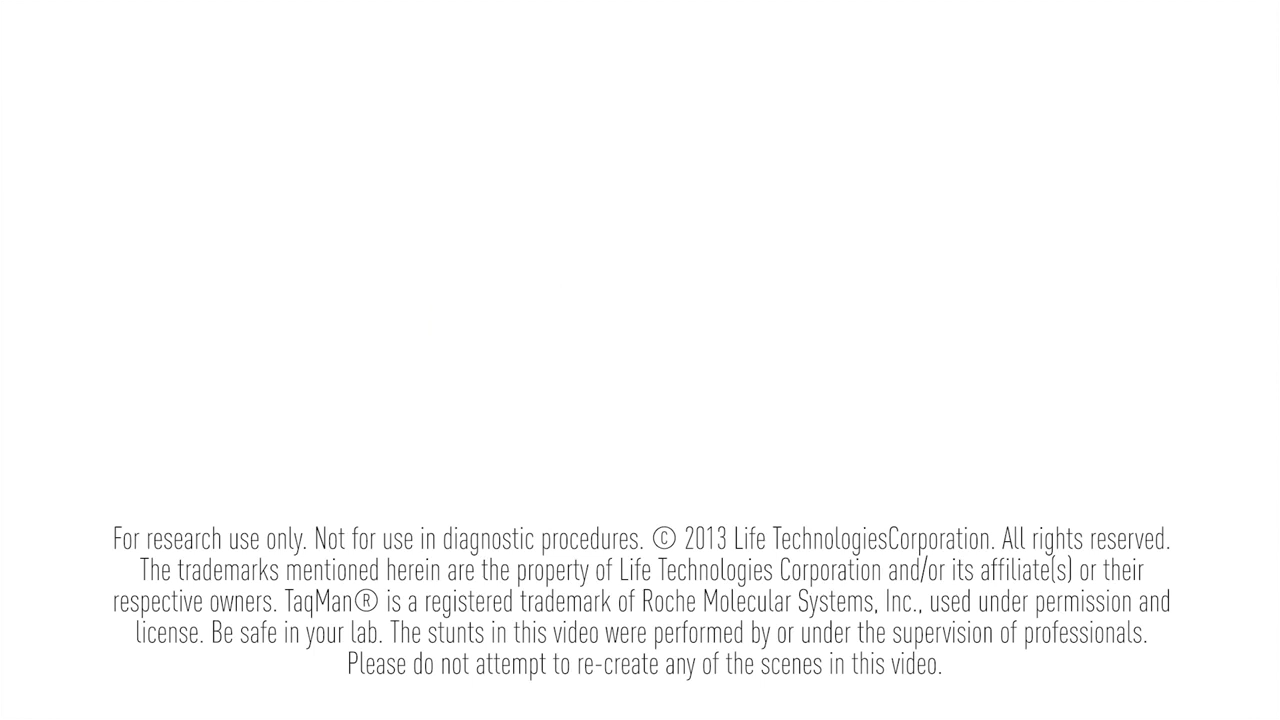 For research use only. Not for use in diagnostic procedures. © 2013 Life TechnologiesCorporation. All rights reserved.
The trademarks mentioned herein are the property of Life Technologies Corporation and/or its affiliate(s) or their
respective owners. TaqMan® is a registered trademark of Roche Molecular Systems, Inc., used under permission and
license. Be safe in your lab. The stunts in this video were performed by or under the supervision of professionals.
Please do not attempt to re-create any of the scenes in this video.